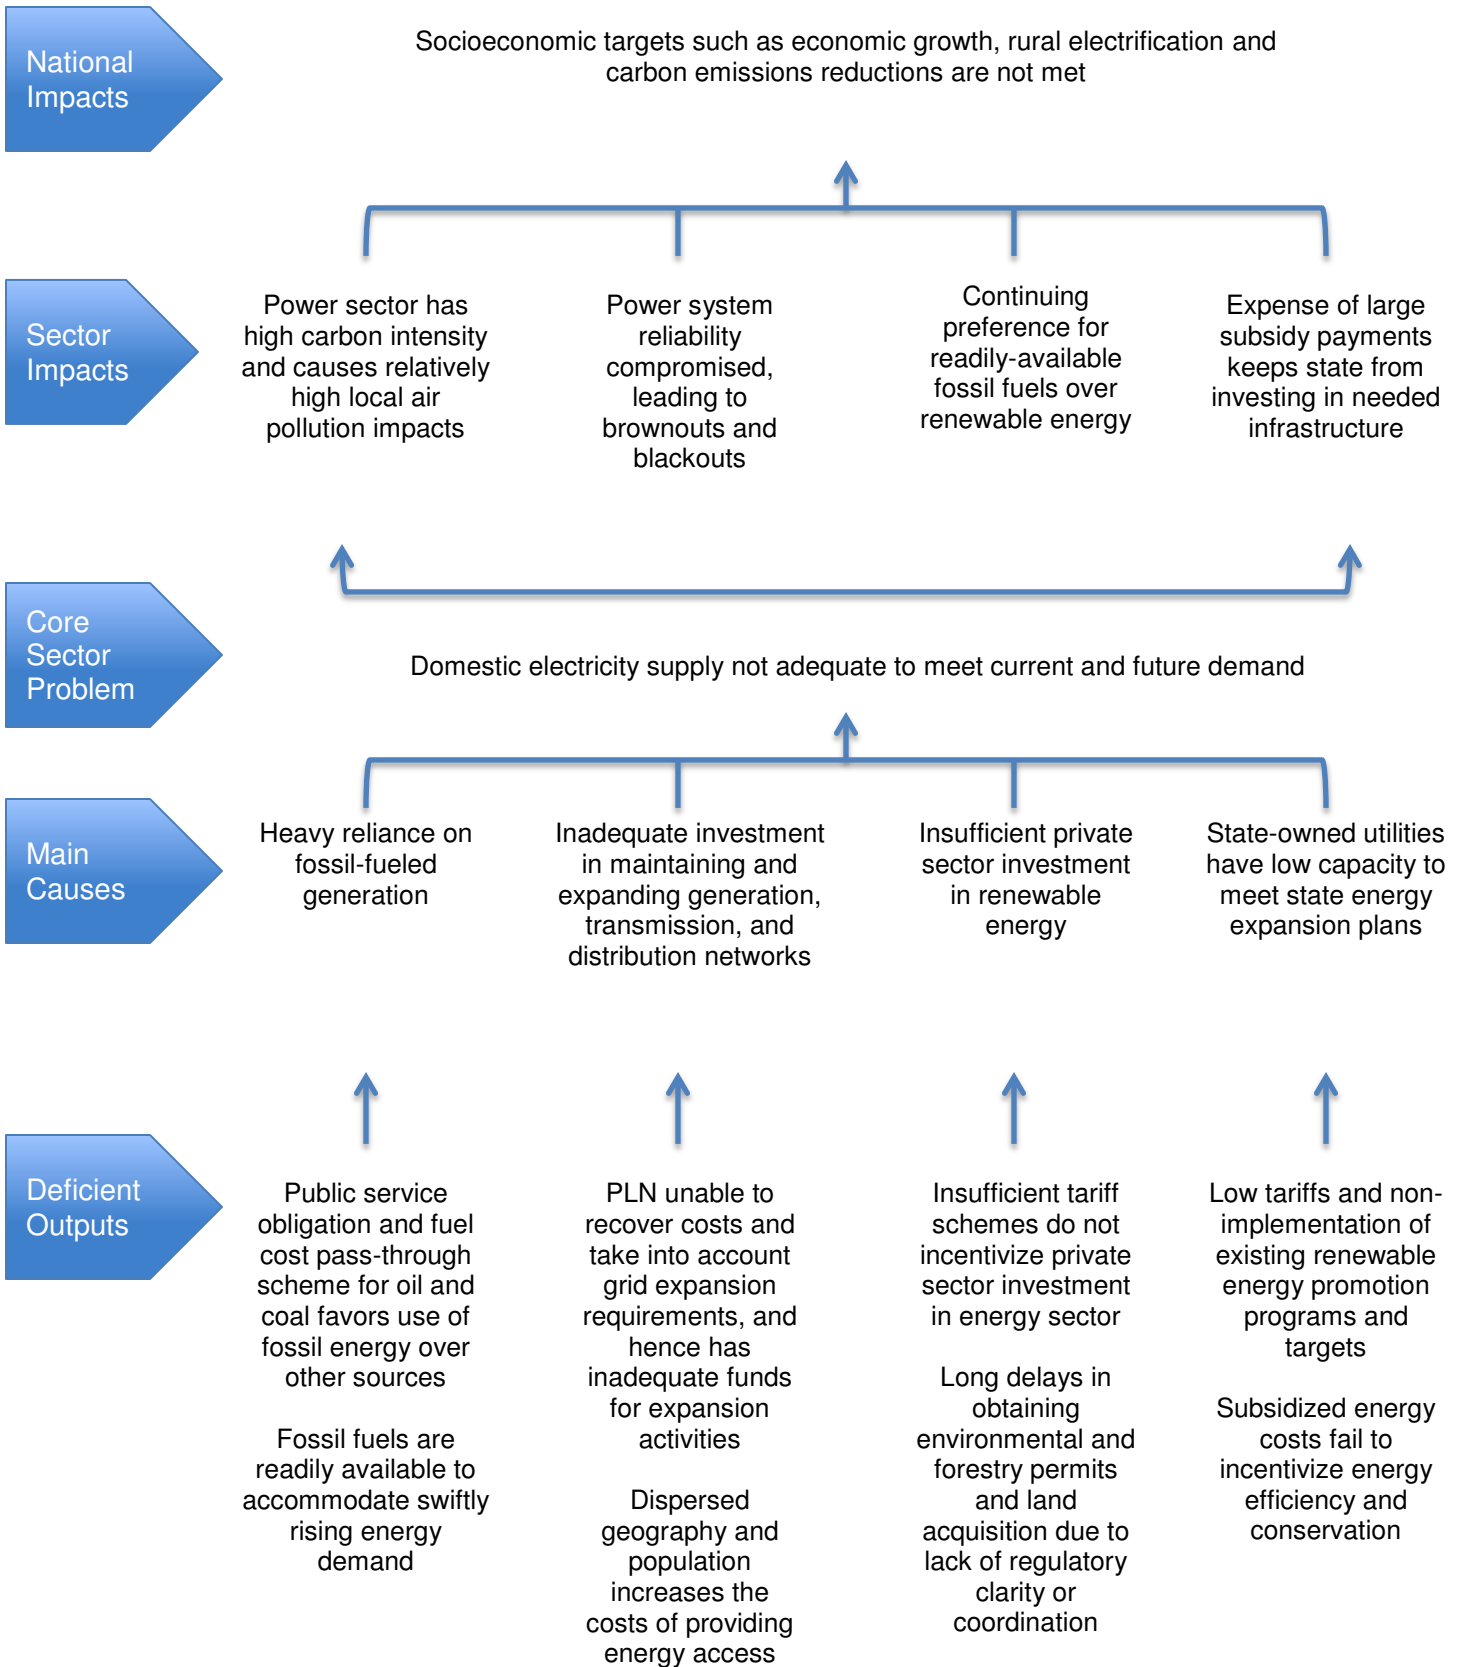 National
Impacts
Socioeconomic targets such as economic growth, rural electrification and
carbon emissions reductions are not met
Sector
Impacts
Power sector has
high carbon intensity
and causes relatively
high local air
pollution impacts
Power system
reliability
compromised,
leading to
brownouts and
blackouts
Continuing
preference for
readily-available
fossil fuels over
renewable energy
Expense of large
subsidy payments
keeps state from
investing in needed
infrastructure
Core
Sector
Problem
Domestic electricity supply not adequate to meet current and future demand
Main
Causes
Heavy reliance on
fossil-fueled
generation
Inadequate investment
in maintaining and
expanding generation,
transmission, and
distribution networks
Insufficient private
sector investment
in renewable
energy
State-owned utilities
have low capacity to
meet state energy
expansion plans
Deficient
Outputs
Public service
obligation and fuel
cost pass-through
scheme for oil and
coal favors use of
fossil energy over
other sources
Fossil fuels are
readily available to
accommodate swiftly
rising energy
demand
PLN unable to
recover costs and
take into account
grid expansion
requirements, and
hence has
inadequate funds
for expansion
activities
Dispersed
geography and
population
increases the
costs of providing
energy access
Insufficient tariff
schemes do not
incentivize private
sector investment
in energy sector
Long delays in
obtaining
environmental and
forestry permits
and land
acquisition due to
lack of regulatory
clarity or
coordination
Low tariffs and non-
implementation of
existing renewable
energy promotion
programs and
targets
Subsidized energy
costs fail to
incentivize energy
efficiency and
conservation